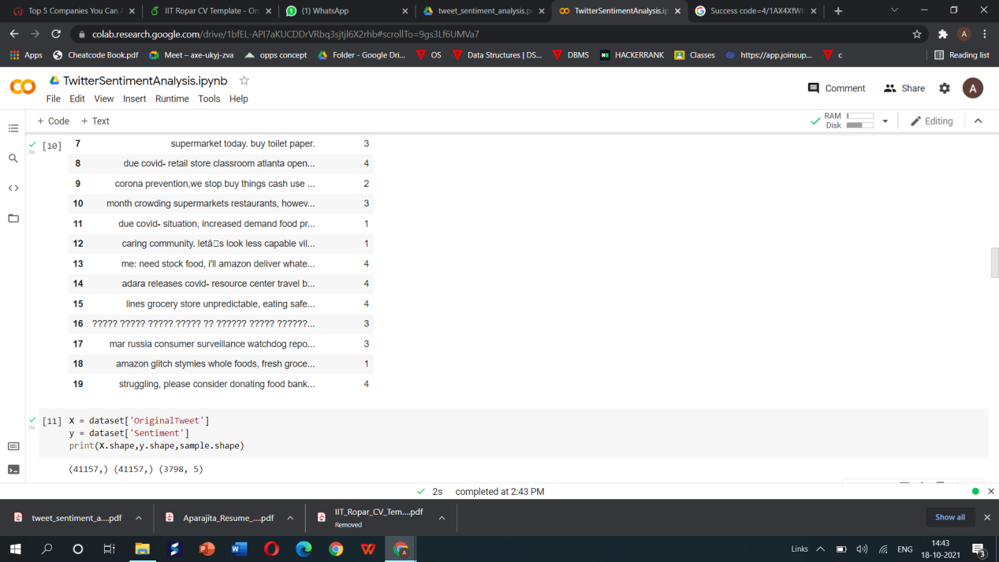 Top 5 Companies You Can A
IIT Ropar CV Template - On
(1) WhatsApp
tweet_sentiment_analysis.p
TwitterSentimentAnalysis.ip
Success code=4/1AX4XfW
colab.research.google.com/drive/1bfEL-API7aKUCDDrVRbq3sjtjl6X2rhb#scrollTo=9gs3Lf6UMVa7
A
Apps
Cheatcode Book.pdf
Meet – axe-ukyj-zva
opps concept
Folder - Google Dri...
OS
Data Structures | DS...
DBMS
HACKERRANK
Classes
https://app.joinsup...
c
Reading list
TwitterSentimentAnalysis.ipynb
File Edit View Insert Runtime Tools Help
Comment
Share
A
+ Code + Text
RAM
Disk
Editing
[10] 7 supermarket today. buy toilet paper. 3
0s
8 due covid- retail store classroom atlanta open... 4
9 corona prevention,we stop buy things cash use ... 2
10 month crowding supermarkets restaurants, howev... 3
11 due covid- situation, increased demand food pr... 1
12 caring community. letâ□s look less capable vil... 1
13 me: need stock food, i'll amazon deliver whate... 4
14 adara releases covid- resource center travel b... 4
15 lines grocery store unpredictable, eating safe... 4
16 ????? ????? ????? ????? ?? ?????? ????? ??????... 3
17 mar russia consumer surveillance watchdog repo... 3
18 amazon glitch stymies whole foods, fresh groce... 1
19 struggling, please consider donating food bank... 4
[11] X = dataset['OriginalTweet']
0s
y = dataset['Sentiment']
print(X.shape,y.shape,sample.shape)
(41157,) (41157,) (3798, 5)
2s completed at 2:43 PM
tweet_sentiment_a....pdf
Aparajita_Resume_....pdf
IIT_Ropar_CV_Tem....pdf
Removed
Show all
Links
ENG
14:43
18-10-2021
3